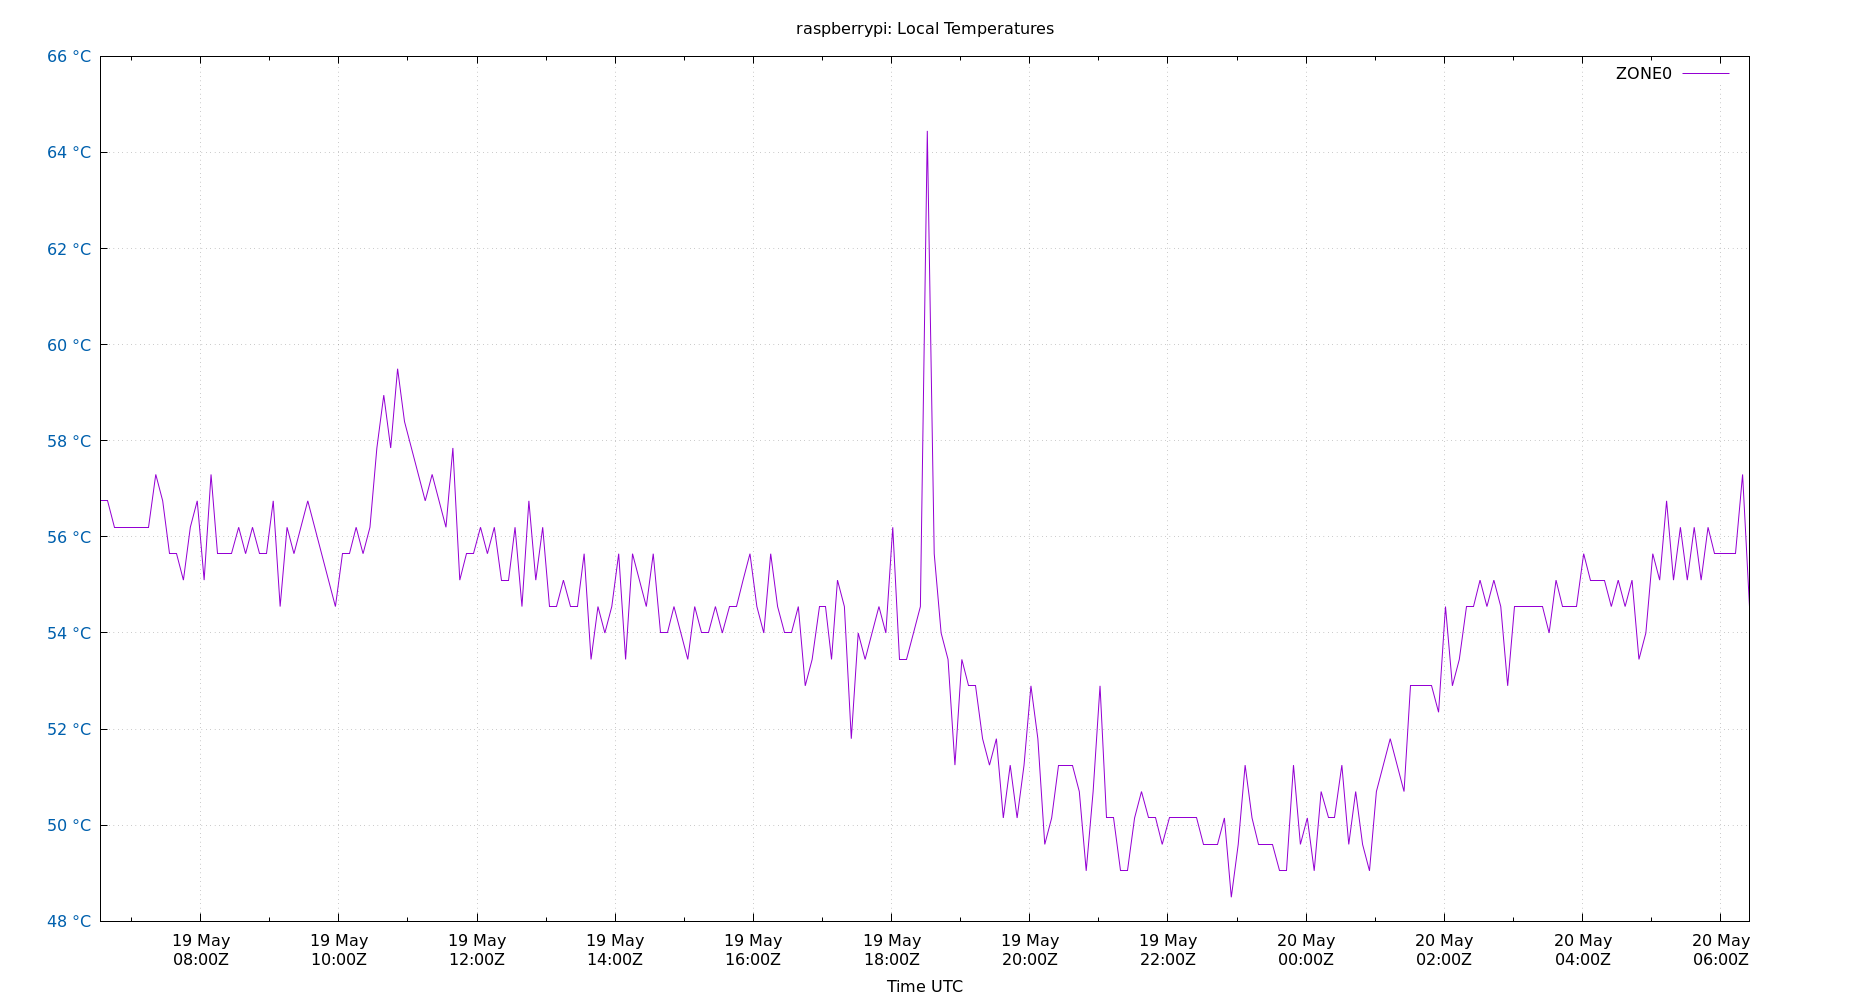 raspberrypi: Local Temperatures
ZONE0
66 °C
64 °C
62 °C
60 °C
58 °C
56 °C
54 °C
52 °C
50 °C
48 °C
19 May 08:00Z
19 May 10:00Z
19 May 12:00Z
19 May 14:00Z
19 May 16:00Z
19 May 18:00Z
19 May 20:00Z
19 May 22:00Z
20 May 00:00Z
20 May 02:00Z
20 May 04:00Z
20 May 06:00Z
Time UTC